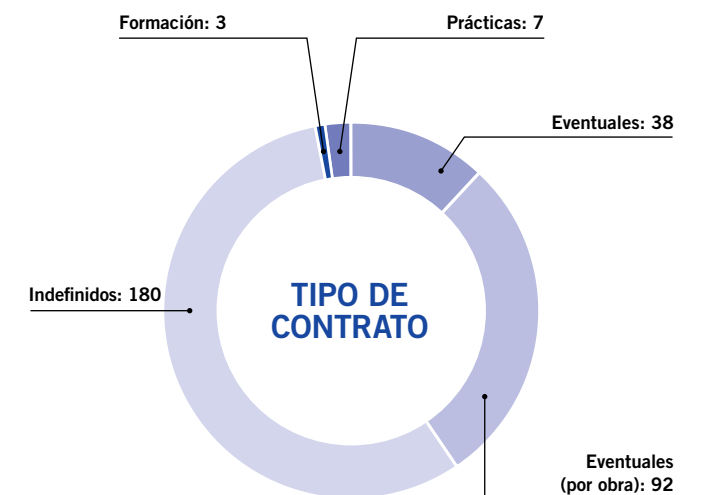 Formación: 3
Prácticas: 7
Eventuales: 38
Indefinidos: 180
TIPO DE
CONTRATO
Eventuales
(por obra): 92